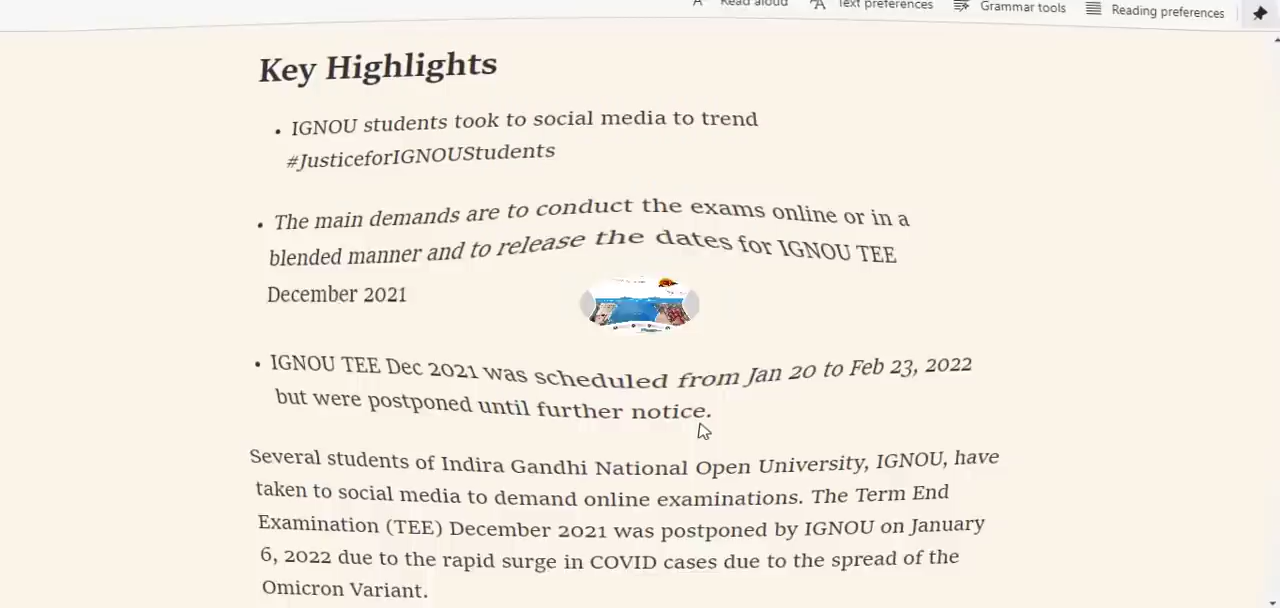 Read aloud
Text preferences
Grammar tools
Reading preferences
Key Highlights
• IGNOU students took to social media to trend
#JusticeforIGNOUStudents
• The main demands are to conduct the exams online or in a
blended manner and to release the dates for IGNOU TEE
December 2021
• IGNOU TEE Dec 2021 was scheduled from Jan 20 to Feb 23, 2022
but were postponed until further notice.
Several students of Indira Gandhi National Open University, IGNOU, have
taken to social media to demand online examinations. The Term End
Examination (TEE) December 2021 was postponed by IGNOU on January
6, 2022 due to the rapid surge in COVID cases due to the spread of the
Omicron Variant.